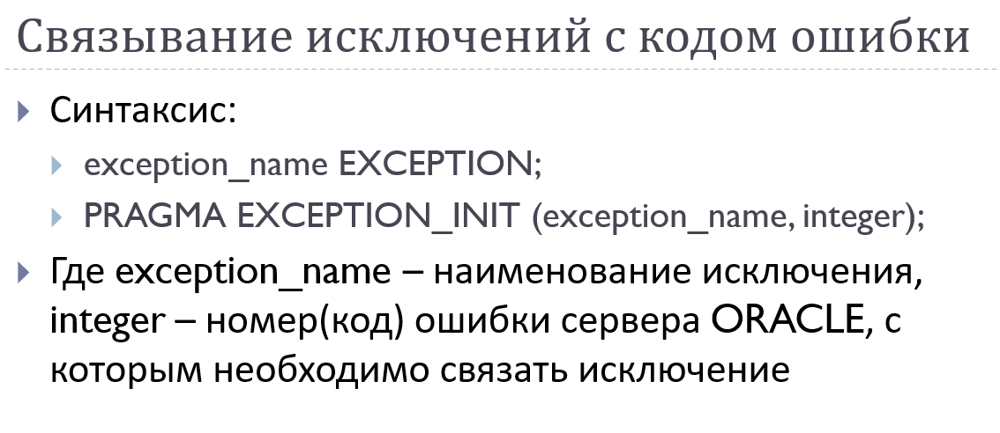 Связывание исключений с кодом ошибки
Синтаксис:
exception_name EXCEPTION;
PRAGMA EXCEPTION_INIT (exception_name, integer);
Где exception_name – наименование исключения,
integer – номер(код) ошибки сервера ORACLE, с
которым необходимо связать исключение